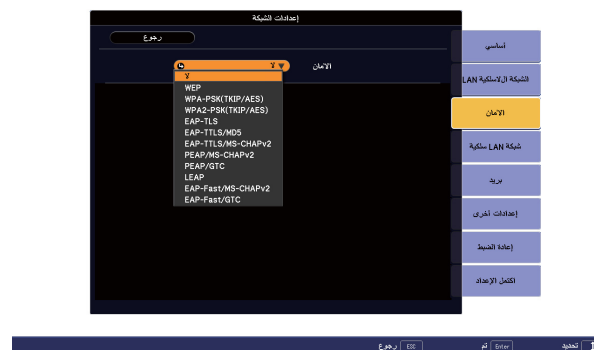 إعدادات الشبكة
رجوع
الأمان
لا
لا
WEP
WPA-PSK(TKIP/AES)
WPA2-PSK(TKIP/AES)
EAP-TLS
EAP-TTLS/MD5
EAP-TTLS/MS-CHAPv2
PEAP/MS-CHAPv2
PEAP/GTC
LEAP
EAP-Fast/MS-CHAPv2
EAP-Fast/GTC
أساسي
الشبكة ال لاسلكية LAN
الأمان
شبكة LAN سلكية
بريد
إعدادات أخرى
إعادة الضبط
اكتمل الإعداد
تحديد
Enter تم
ESC رجوع